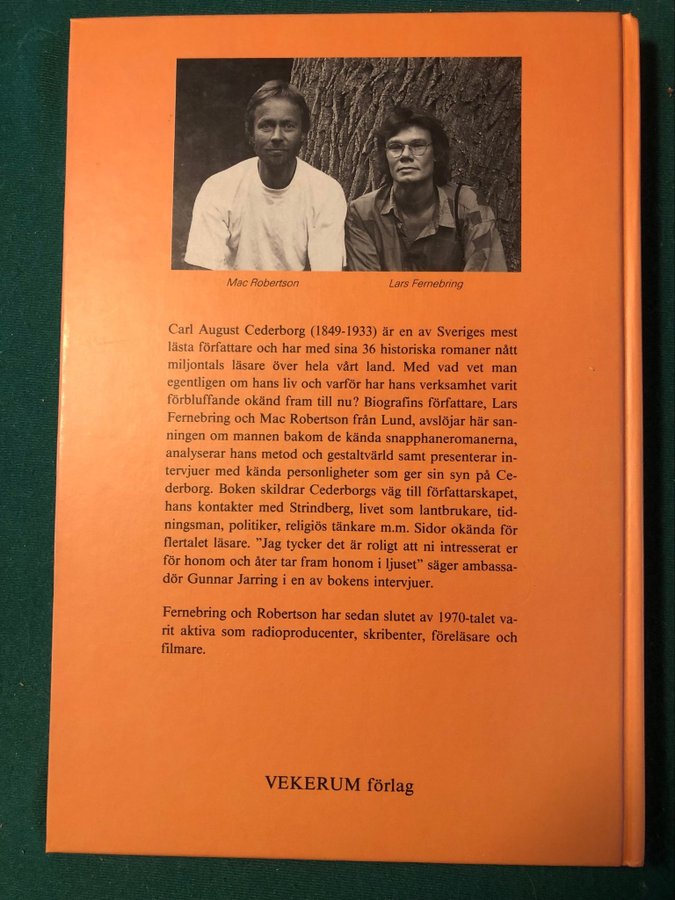 Mac Robertson
Lars Fernebring
Carl August Cederborg (1849-1933) är en av Sveriges mest
lästa författare och har med sina 36 historiska romaner nått
miljontals läsare över hela vårt land. Med vad vet man
egentligen om hans liv och varför har hans verksamhet varit
förbluffande okänd fram till nu? Biografins författare, Lars
Fernebring och Mac Robertson från Lund, avslöjar här san-
ningen om mannen bakom de kända snapphaneromanerna,
analyserar hans metod och gestaltvärld samt presenterar in-
tervjuer med kända personligheter som ger sin syn på Ce-
derborg. Boken skildrar Cederborgs väg till författarskapet,
hans kontakter med Strindberg, livet som lantbrukare, tid-
ningsman, politiker, religiös tänkare m.m. Sidor okända för
flertalet läsare. ”Jag tycker det är roligt att ni intresserat er
för honom och åter tar fram honom i ljuset” säger ambassa-
dör Gunnar Jarring i en av bokens intervjuer.
Fernebring och Robertson har sedan slutet av 1970-talet va-
rit aktiva som radioproducenter, skribenter, föreläsare och
filmare.
VEKERUM förlag